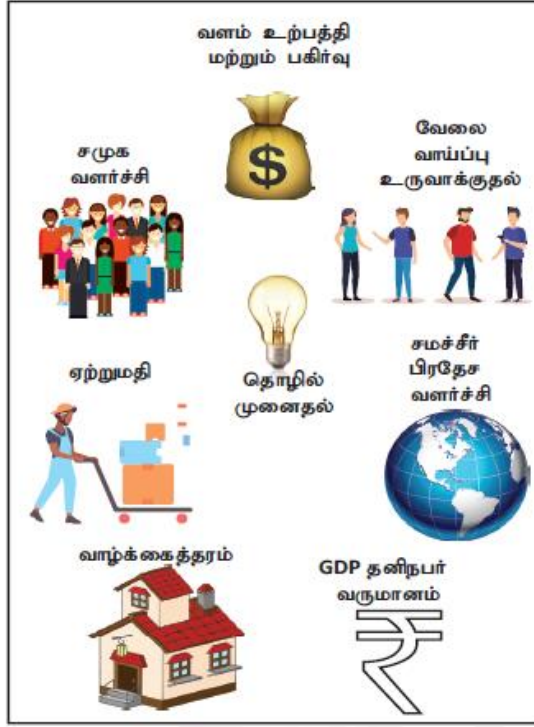 வளம் உற்பத்தி
மற்றும் பகிர்வு
$
சமுக
வளர்ச்சி
வேலை
வாய்ப்பு
உருவாக்குதல்
ஏற்றுமதி
தொழில்
முனைதல்
சமச்சீர்
பிரதேச
வளர்ச்சி
வாழ்க்கைத்தரம்
GDP தனிநபர்
வருமானம்
₹